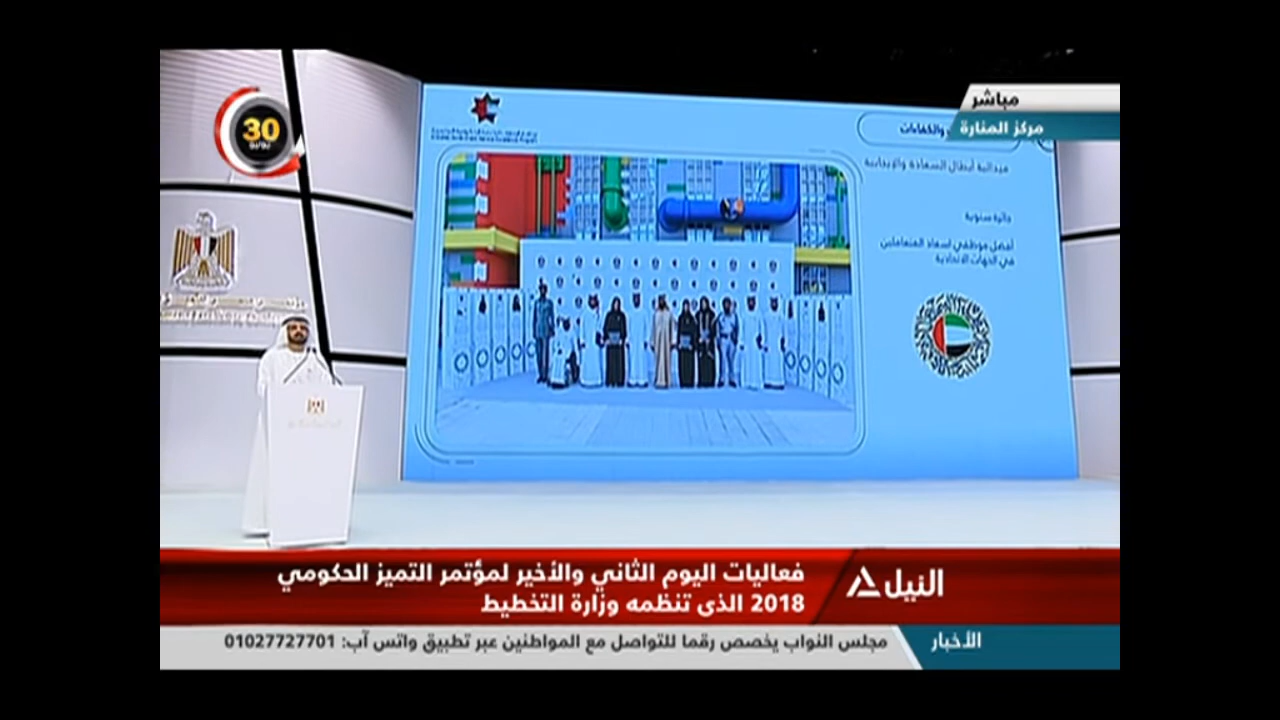 مباشر
مركز المنارة
30
يونيو
والكفاءات
ميدالية أبطال السعادة والإيجابية
جائزة سنوية
أفضل موظفي إسعاد المتعاملين
في الجهات الاتحادية
فعاليات اليوم الثاني والأخير لمؤتمر التميز الحكومي
2018 الذى تنظمه وزارة التخطيط
النيل
الأخبار
مجلس النواب يخصص رقما للتواصل مع المواطنين عبر تطبيق واتس آب: 01027727701